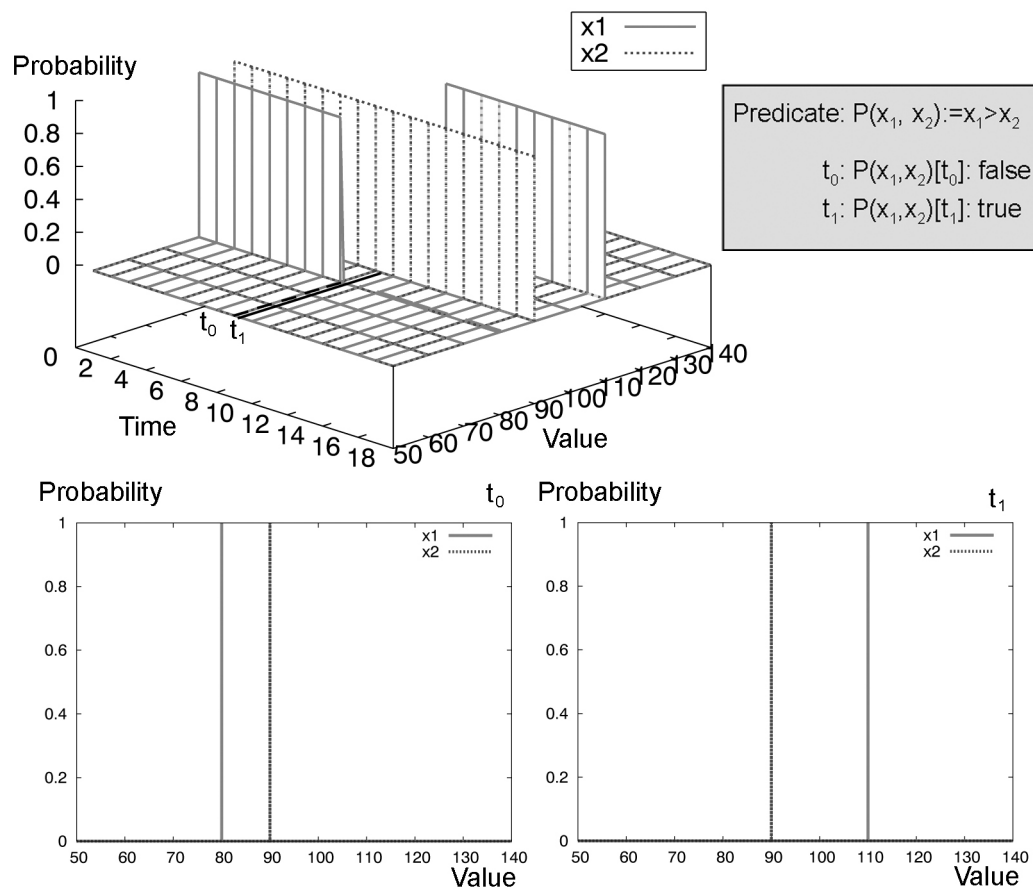 x1
x2
Probability
1
0.8
0.6
0.4
0.2
0
Predicate: P(x₁, x₂):=x₁>x₂
t₀: P(x₁,x₂)[t₀]: false
t₁: P(x₁,x₂)[t₁]: true
t₀ t₁
0 2 4 6 8 10 12 14 16 18
Time
50 60 70 80 90 100 110 120 130 140
Value
Probability t₀
x1
x2
1
0.8
0.6
0.4
0.2
0
50 60 70 80 90 100 110 120 130 140
Value
Probability t₁
x1
x2
1
0.8
0.6
0.4
0.2
0
50 60 70 80 90 100 110 120 130 140
Value